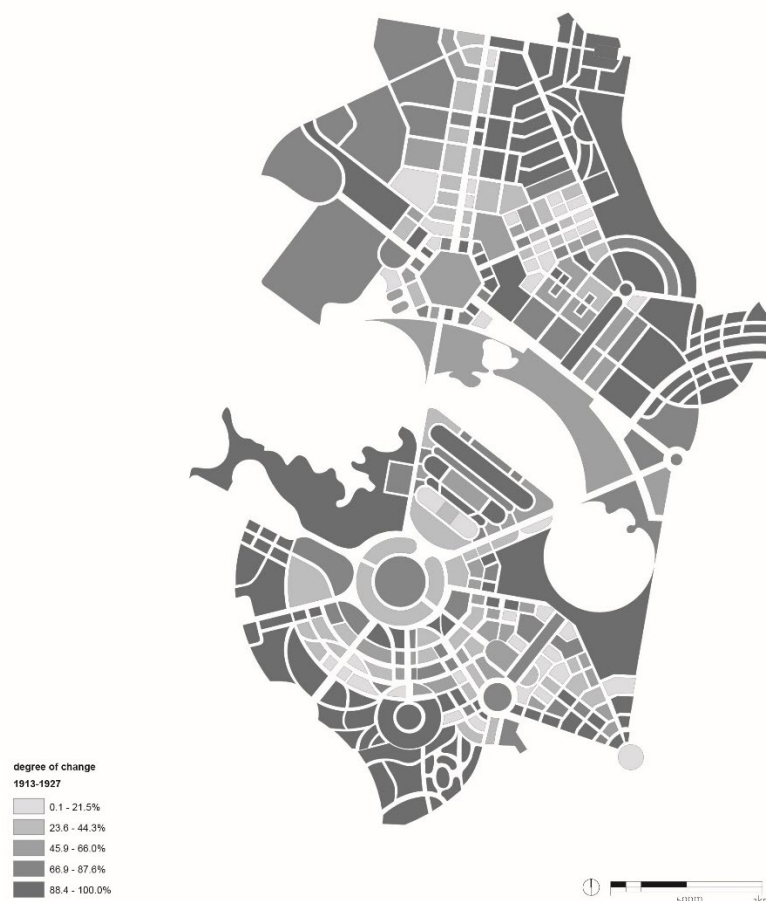 degree of change
1913-1927
0.1 - 21.5%
23.6 - 44.3%
45.9 - 66.0%
66.9 - 87.6%
88.4 - 100.0%